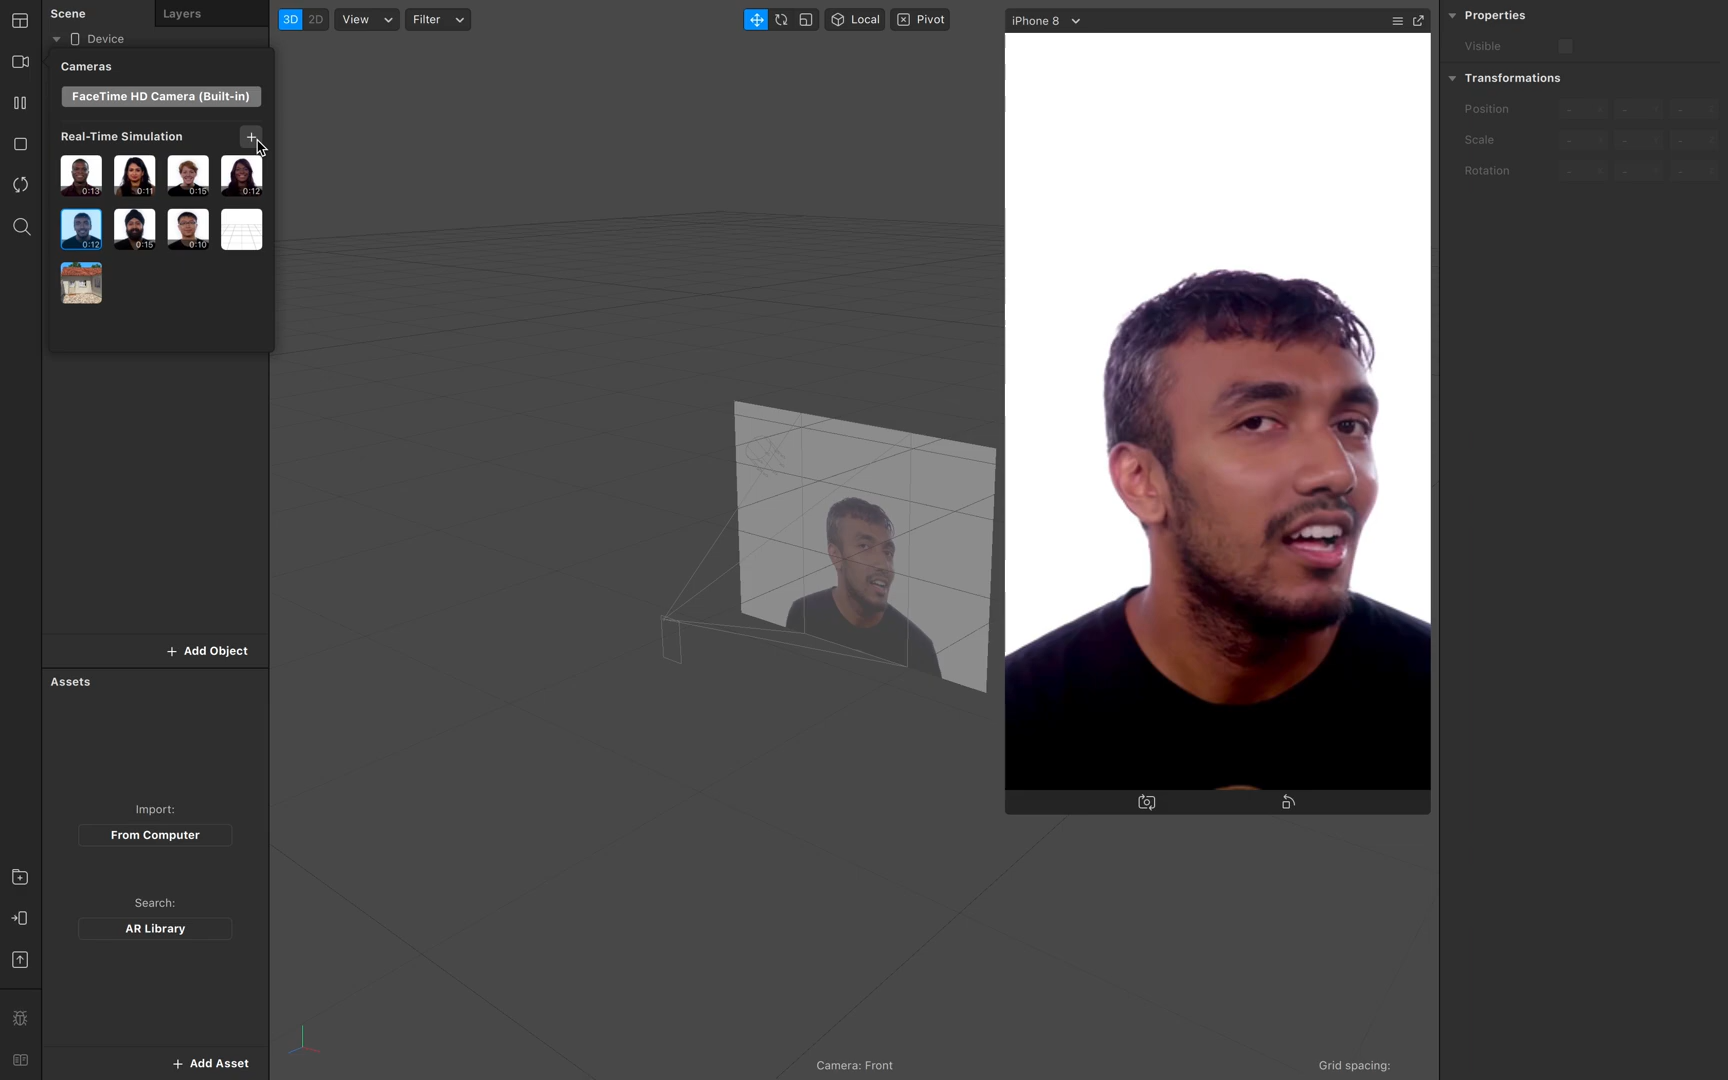 Scene
Layers
3D
2D
View
Filter
Local
Pivot
iPhone 8
Properties
Device
Visible
Cameras
Transformations
FaceTime HD Camera (Built-in)
Position
Real-Time Simulation
Scale
Rotation
0:13
0:11
0:15
0:12
0:12
0:15
0:10
Add Object
Assets
Import:
From Computer
Search:
AR Library
Add Asset
Camera: Front
Grid spacing: